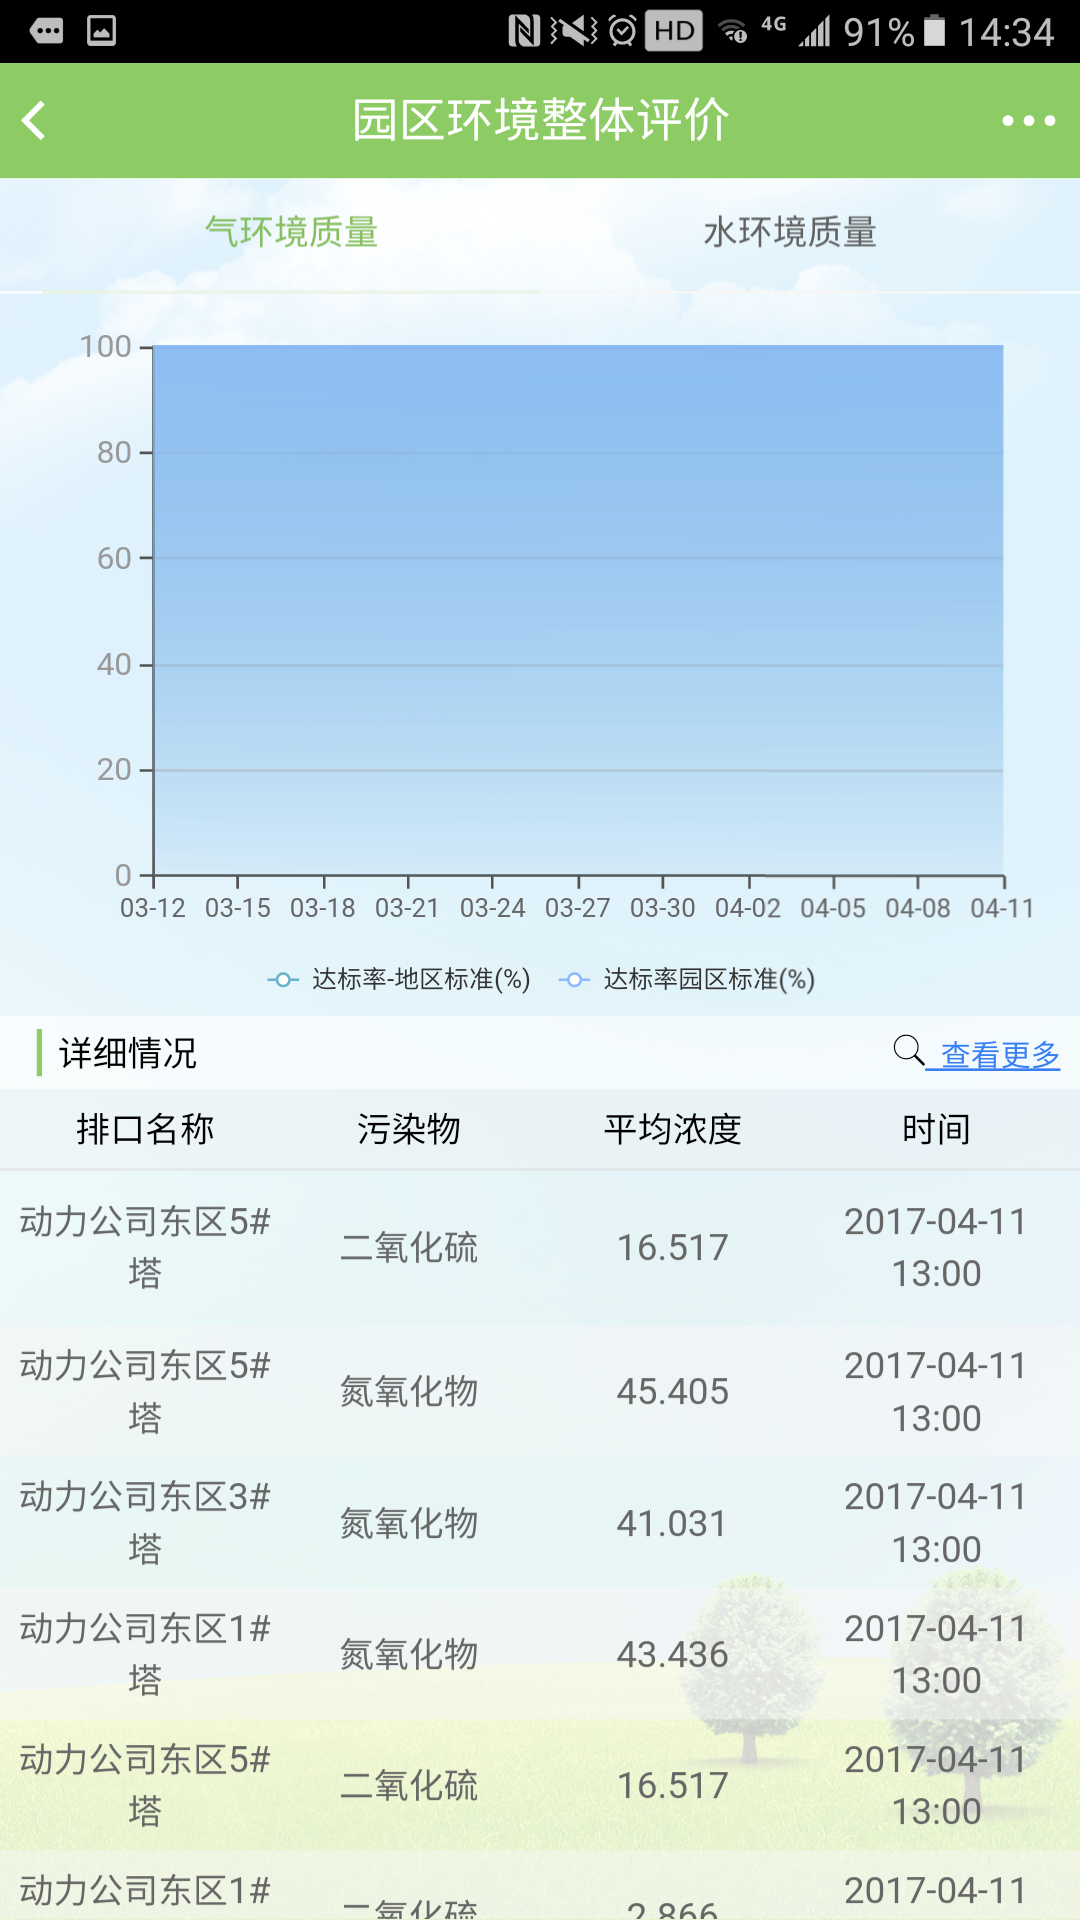 HD 4G 91% 14:34
园区环境整体评价
气环境质量 水环境质量
100
80
60
40
20
0
03-12 03-15 03-18 03-21 03-24 03-27 03-30 04-02 04-05 04-08 04-11
达标率-地区标准(%) 达标率园区标准(%)
详细情况 查看更多
排口名称 污染物 平均浓度 时间
动力公司东区5#塔 二氧化硫 16.517 2017-04-11 13:00
动力公司东区5#塔 氮氧化物 45.405 2017-04-11 13:00
动力公司东区3#塔 氮氧化物 41.031 2017-04-11 13:00
动力公司东区1#塔 氮氧化物 43.436 2017-04-11 13:00
动力公司东区5#塔 二氧化硫 16.517 2017-04-11 13:00
动力公司东区1# 二氧化硫 2.866 2017-04-11